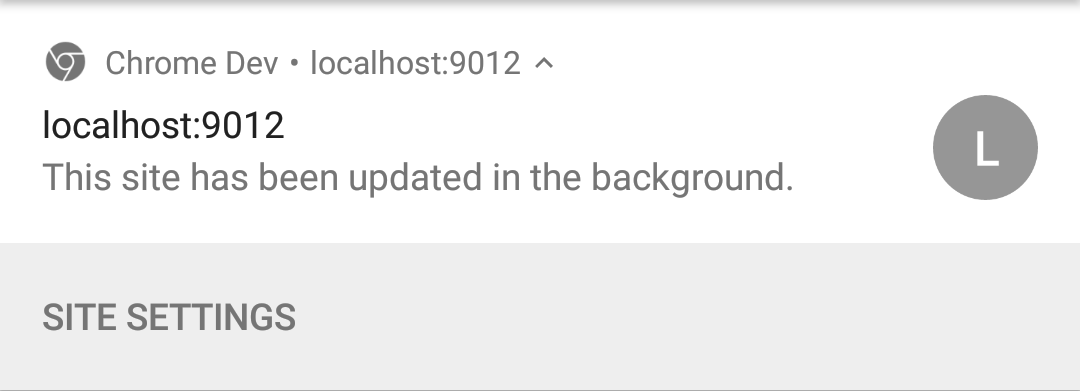 Chrome Dev • localhost:9012
localhost:9012
This site has been updated in the background.
L
SITE SETTINGS